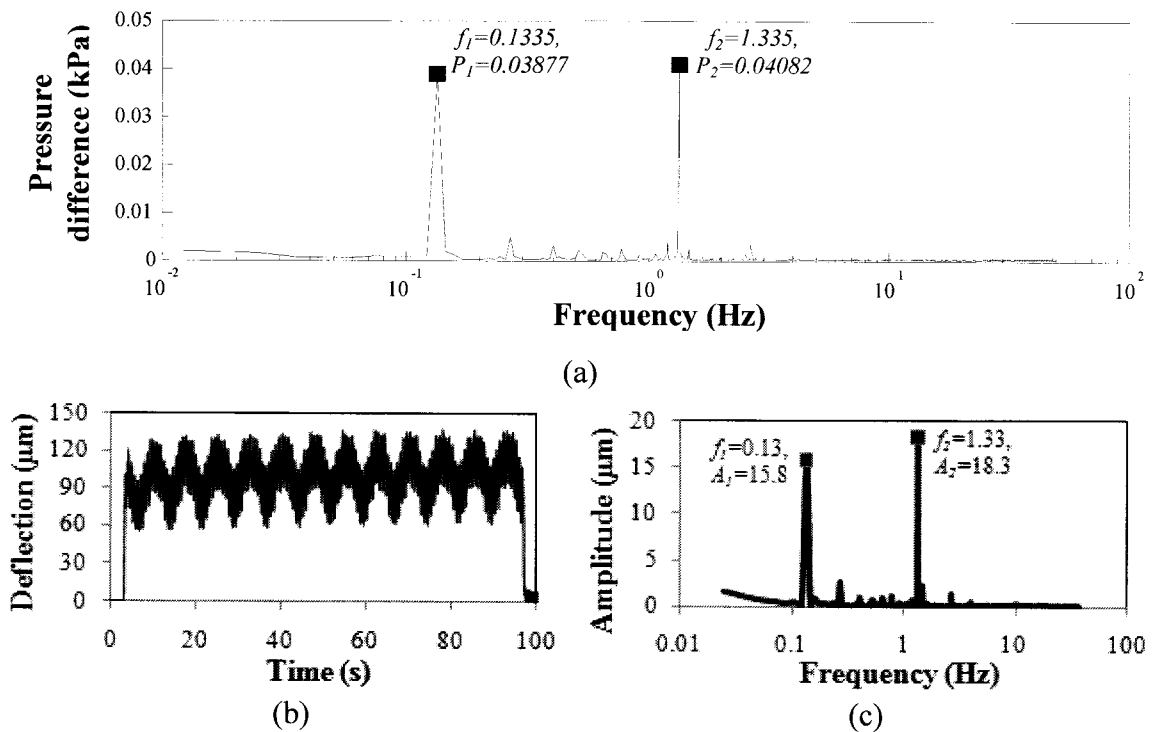 Pressure
difference (kPa)
0.05
0.04
0.03
0.02
0.01
0
f₁=0.1335,
P₁=0.03877
f₂=1.335,
P₂=0.04082
10⁻² 10⁻¹ 10⁰ 10¹ 10²
Frequency (Hz)
(a)
Deflection (μm)
150
120
90
60
30
0
0 20 40 60 80 100
Time (s)
(b)
Amplitude (μm)
20
15
10
5
0
f₁=0.13,
A₁=15.8
f₂=1.33,
A₂=18.3
0.01 0.1 1 10 100
Frequency (Hz)
(c)